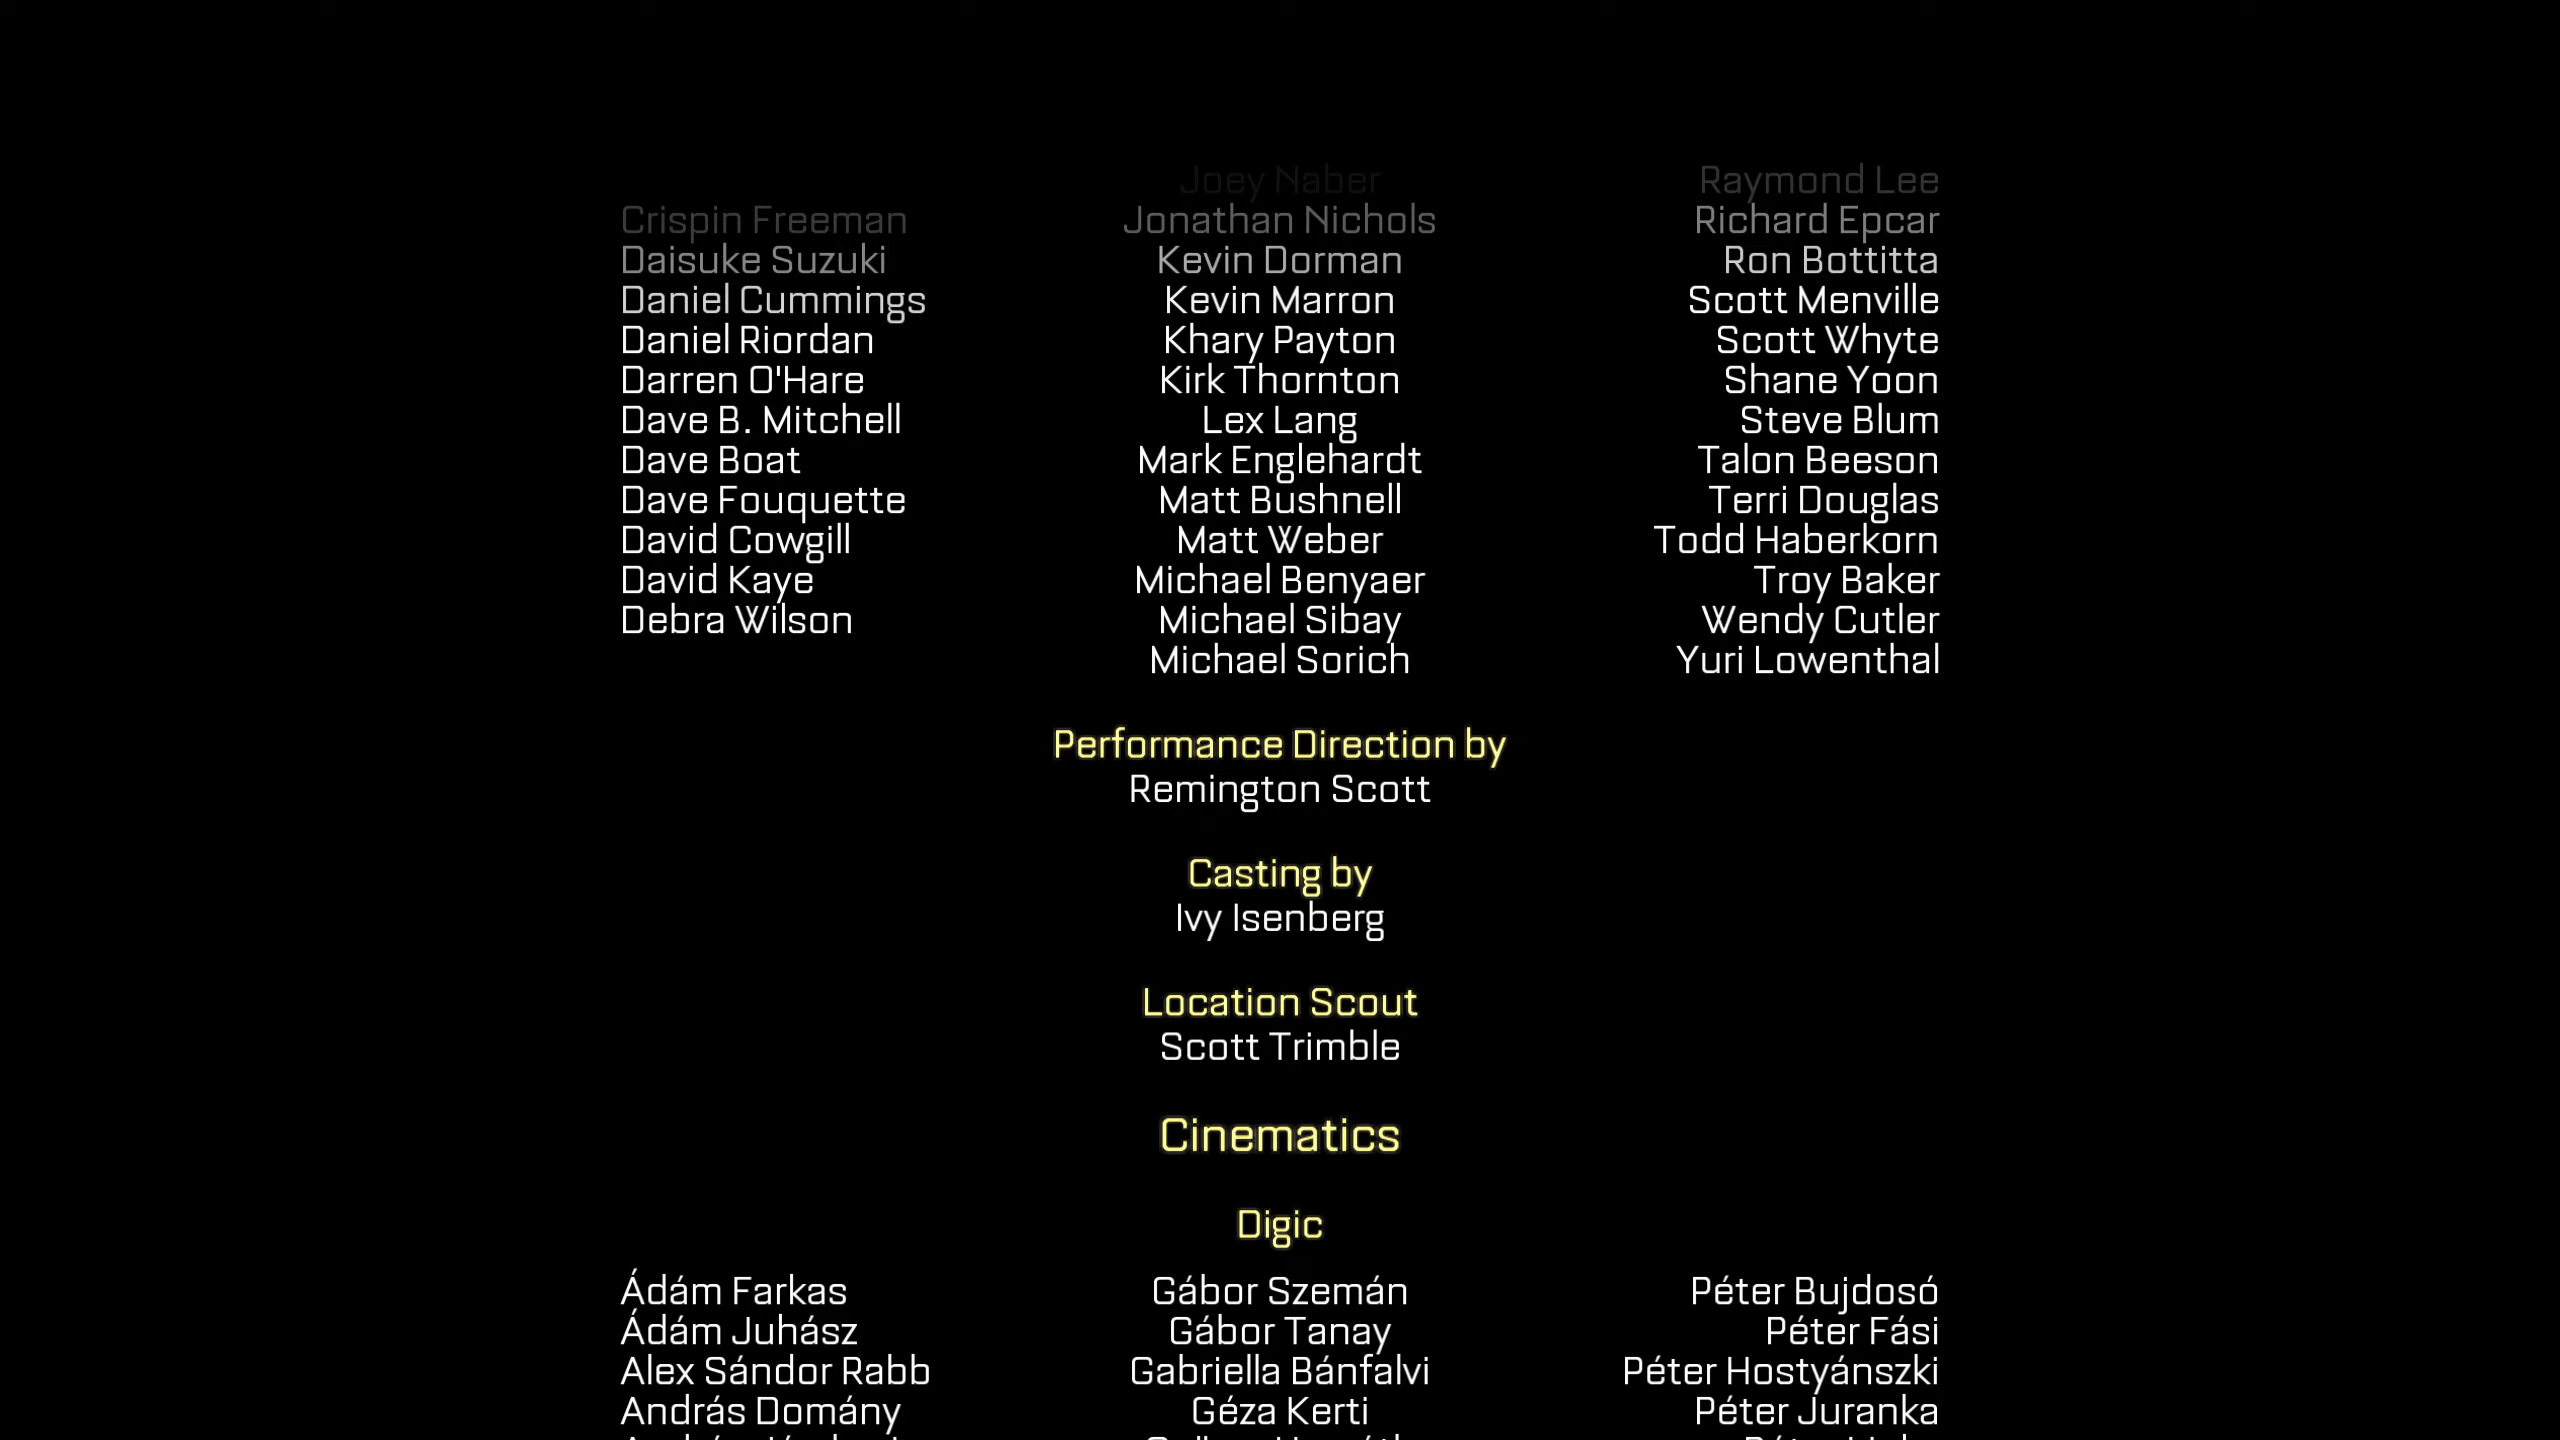 Joey Naber
Raymond Lee
Crispin Freeman
Jonathan Nichols
Richard Epcar
Daisuke Suzuki
Kevin Dorman
Ron Bottitta
Daniel Cummings
Kevin Marron
Scott Menville
Daniel Riordan
Khary Payton
Scott Whyte
Darren O'Hare
Kirk Thornton
Shane Yoon
Dave B. Mitchell
Lex Lang
Steve Blum
Dave Boat
Mark Englehardt
Talon Beeson
Dave Fouquette
Matt Bushnell
Terri Douglas
David Cowgill
Matt Weber
Todd Haberkorn
David Kaye
Michael Benyaer
Troy Baker
Debra Wilson
Michael Sibay
Wendy Cutler
Michael Sorich
Yuri Lowenthal
Performance Direction by
Remington Scott
Casting by
Ivy Isenberg
Location Scout
Scott Trimble
Cinematics
Digic
Ádám Farkas
Gábor Szemán
Péter Bujdosó
Ádám Juhász
Gábor Tanay
Péter Fási
Alex Sándor Rabb
Gabriella Bánfalvi
Péter Hostyánszki
András Domány
Géza Kerti
Péter Juranka